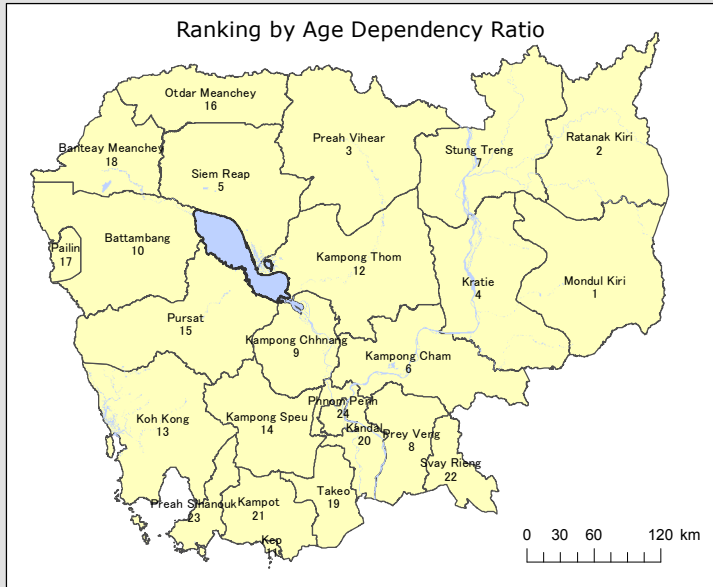 Ranking by Age Dependency Ratio
Otdar Meanchey
16
Banteay Meanchey
18
Siem Reap
5
Preah Vihear
3
Stung Treng
7
Ratanak Kiri
2
Pailin
17
Battambang
10
Kampong Thom
12
Kratie
4
Mondul Kiri
1
Pursat
15
Kampong Chhnang
9
Kampong Cham
6
Koh Kong
13
Kampong Speu
14
Phnom Penh
24
Kandal
20
Prey Veng
8
Svay Rieng
22
Preah Sihanouk
23
Kampot
21
Takeo
19
Kep
11
0 30 60 120 km